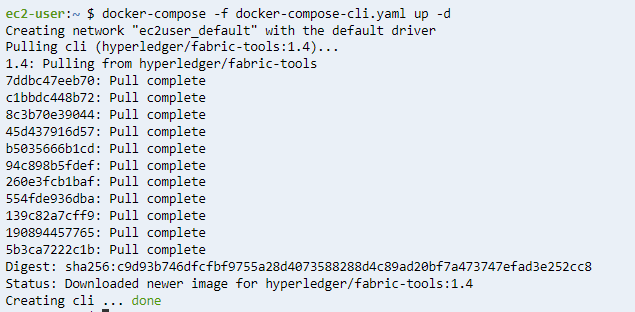 ec2-user:~ $ docker-compose -f docker-compose-cli.yaml up -d
Creating network "ec2user_default" with the default driver
Pulling cli (hyperledger/fabric-tools:1.4)...
1.4: Pulling from hyperledger/fabric-tools
7ddbc47eeb70: Pull complete
c1bbdc448b72: Pull complete
8c3b70e39044: Pull complete
45d437916d57: Pull complete
b5035666b1cd: Pull complete
94c898b5fdef: Pull complete
260e3fcb1baf: Pull complete
554fde936dba: Pull complete
139c82a7cff9: Pull complete
190894457765: Pull complete
5b3ca7222c1b: Pull complete
Digest: sha256:c9d93b746dfcfbf9755a28d4073588288d4c89ad20bf7a473747efad3e252cc8
Status: Downloaded newer image for hyperledger/fabric-tools:1.4
Creating cli ... done